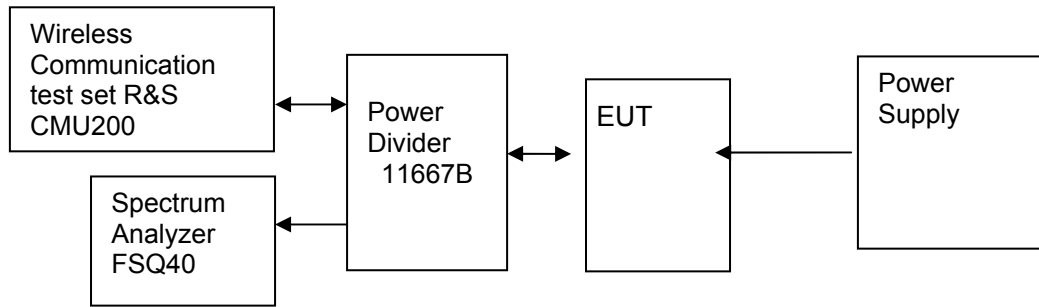 Wireless
Communication
test set R&S
CMU200
Power
Divider
11667B
EUT
Power
Supply
Spectrum
Analyzer
FSQ40